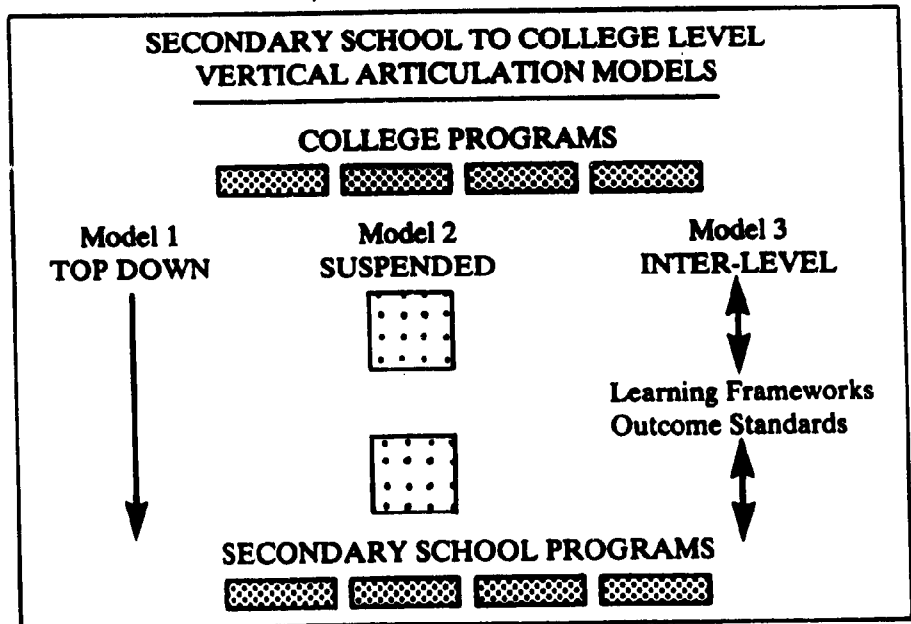 SECONDARY SCHOOL TO COLLEGE LEVEL
VERTICAL ARTICULATION MODELS
COLLEGE PROGRAMS
Model 1
TOP DOWN
Model 2
SUSPENDED
Model 3
INTER-LEVEL
Learning Frameworks
Outcome Standards
SECONDARY SCHOOL PROGRAMS